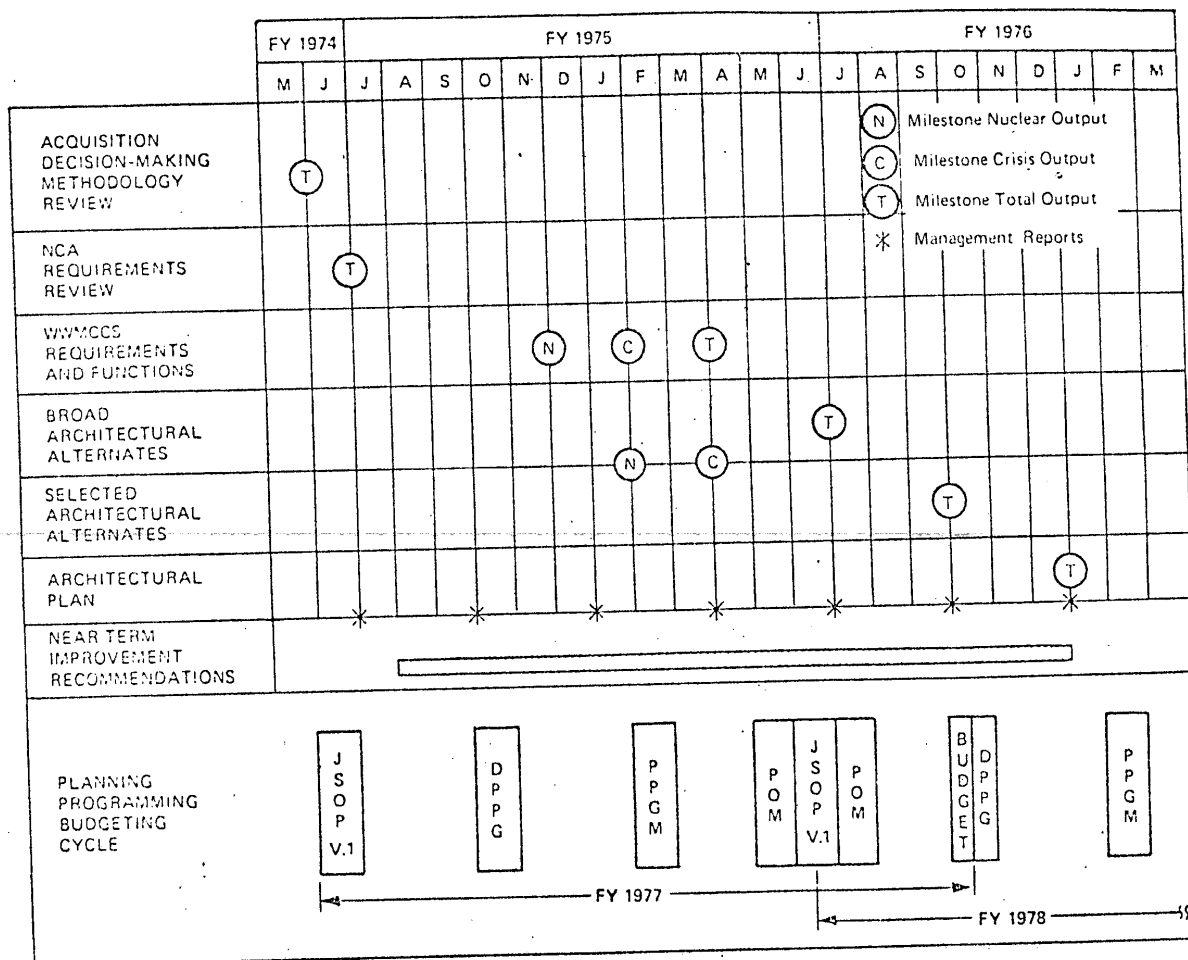 FY 1974 FY 1975 FY 1976
M J J A S O N D J F M A M J J A S O N D J F M
N Milestone Nuclear Output
C Milestone Crisis Output
T Milestone Total Output
* Management Reports
ACQUISITION
DECISION-MAKING
METHODOLOGY
REVIEW
T
NCA
REQUIREMENTS
REVIEW
T
WWMCCS
REQUIREMENTS
AND FUNCTIONS
N C T
BROAD
ARCHITECTURAL
ALTERNATES
T
N C
SELECTED
ARCHITECTURAL
ALTERNATES
T
ARCHITECTURAL
PLAN
T
* * * * * * *
NEAR TERM
IMPROVEMENT
RECOMMENDATIONS
PLANNING
PROGRAMMING
BUDGETING
CYCLE
JSOP V.1
DPPG
PPGM
POM
JSOP V.1
POM
BUDGET
DPPG
PPGM
FY 1977
FY 1978